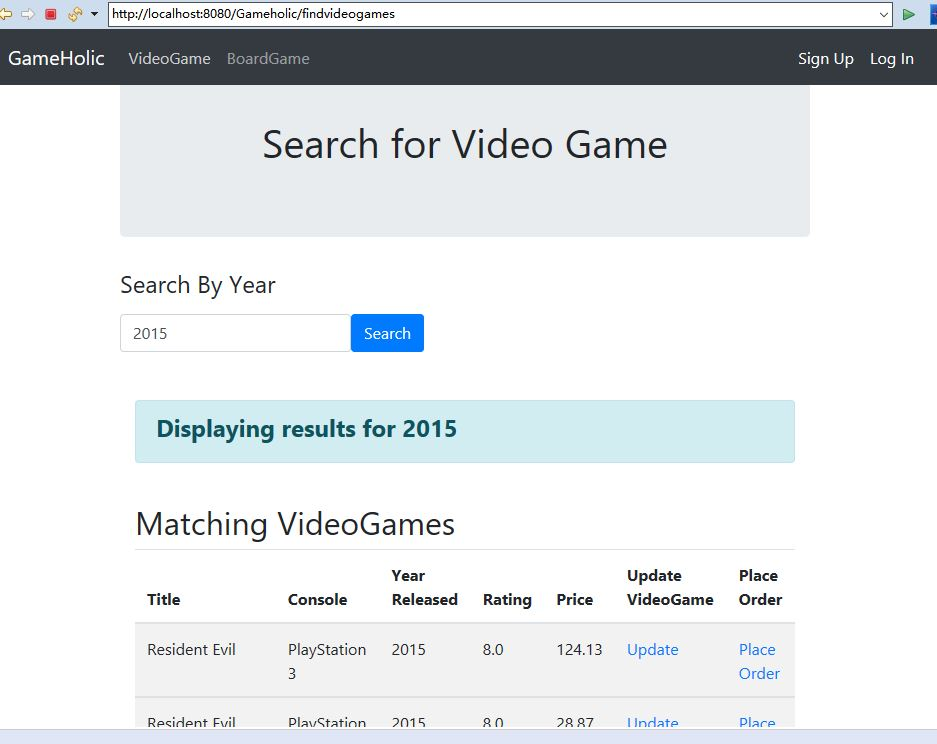 http://localhost:8080/Gameholic/findvideogames
GameHolic VideoGame BoardGame Sign Up Log In
Search for Video Game
Search By Year
2015 Search
Displaying results for 2015
Matching VideoGames
Title Console Year Released Rating Price Update VideoGame Place Order
Resident Evil PlayStation 3 2015 8.0 124.13 Update Place Order
Resident Evil PlayStation 2015 8.0 28.87 Update Place